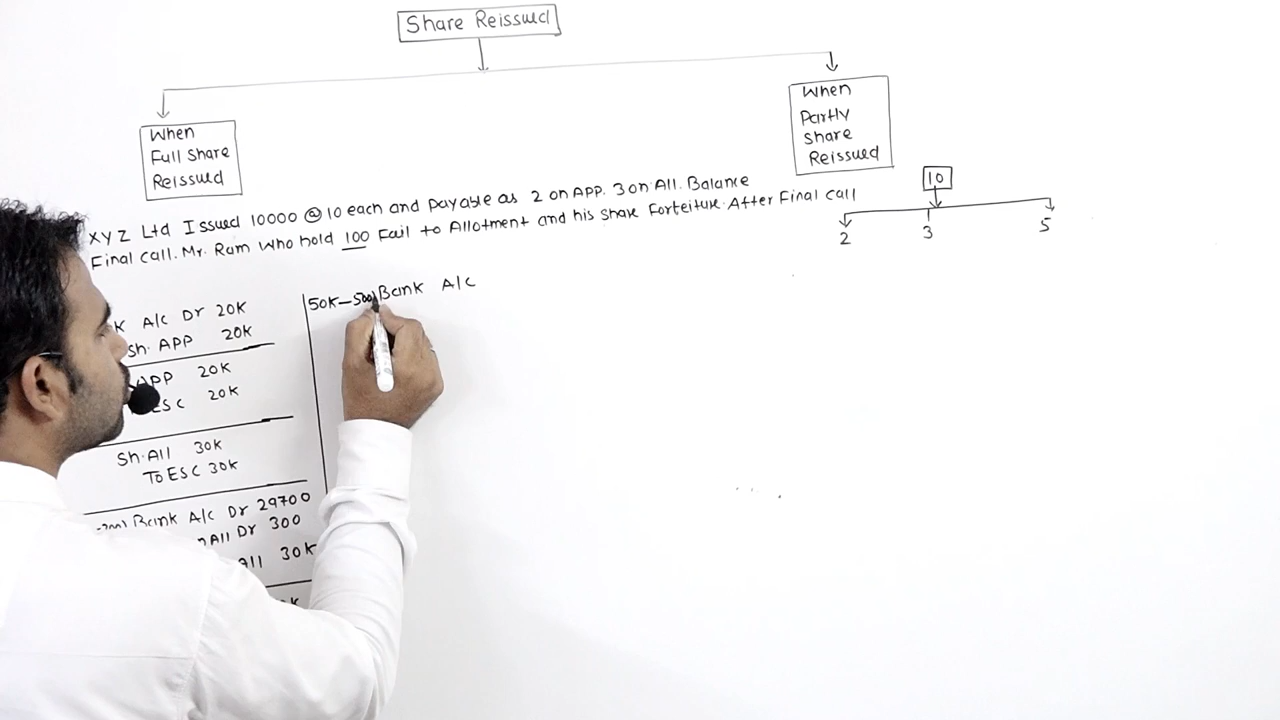 Share Reissued
When
Full Share
Reissued
When
Partly
Share
Reissued
XYZ Ltd Issued 10000 @ 10 each and payable as 2 on APP. 3 on All. Balance
Final call. Mr. Ram Who hold 100 Fail to Allotment and his share Forfeiture. After Final call
10
2 3 5
K A/c Dr 20K
sh. APP 20K
APP 20K
ESC 20K
Sh. All 30K
To ESC 30K
Bank A/c Dr 29700
All Dr 300
All 30K
50K-500) Bank A/c